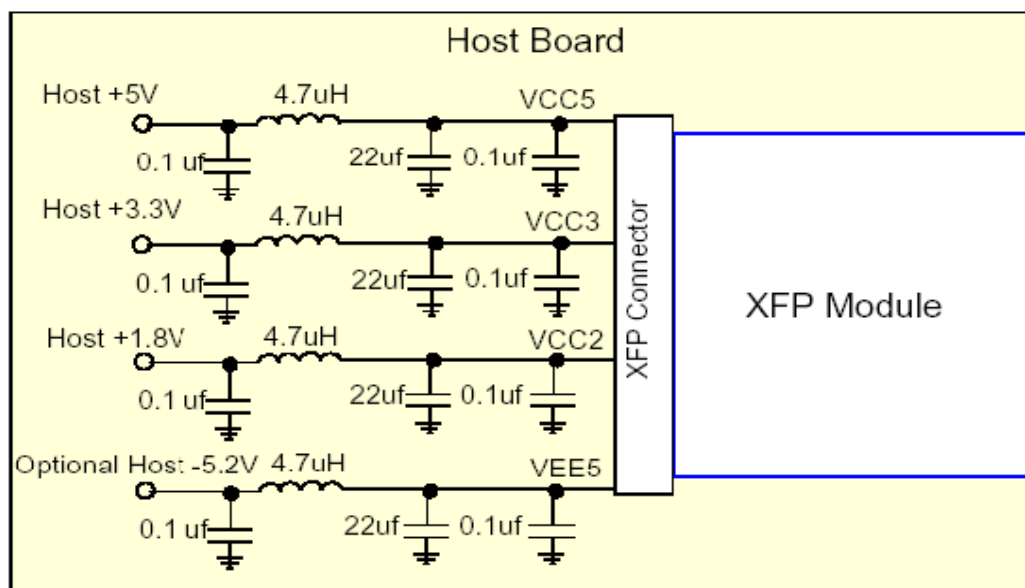 Host Board
Host +5V
4.7uH
VCC5
0.1 uf
22uf
0.1uf
Host +3.3V
4.7uH
VCC3
0.1 uf
22uf
0.1uf
Host +1.8V
4.7uH
VCC2
0.1 uf
22uf
0.1uf
Optional Host -5.2V
4.7uH
VEE5
0.1 uf
22uf
0.1uf
XFP Connector
XFP Module